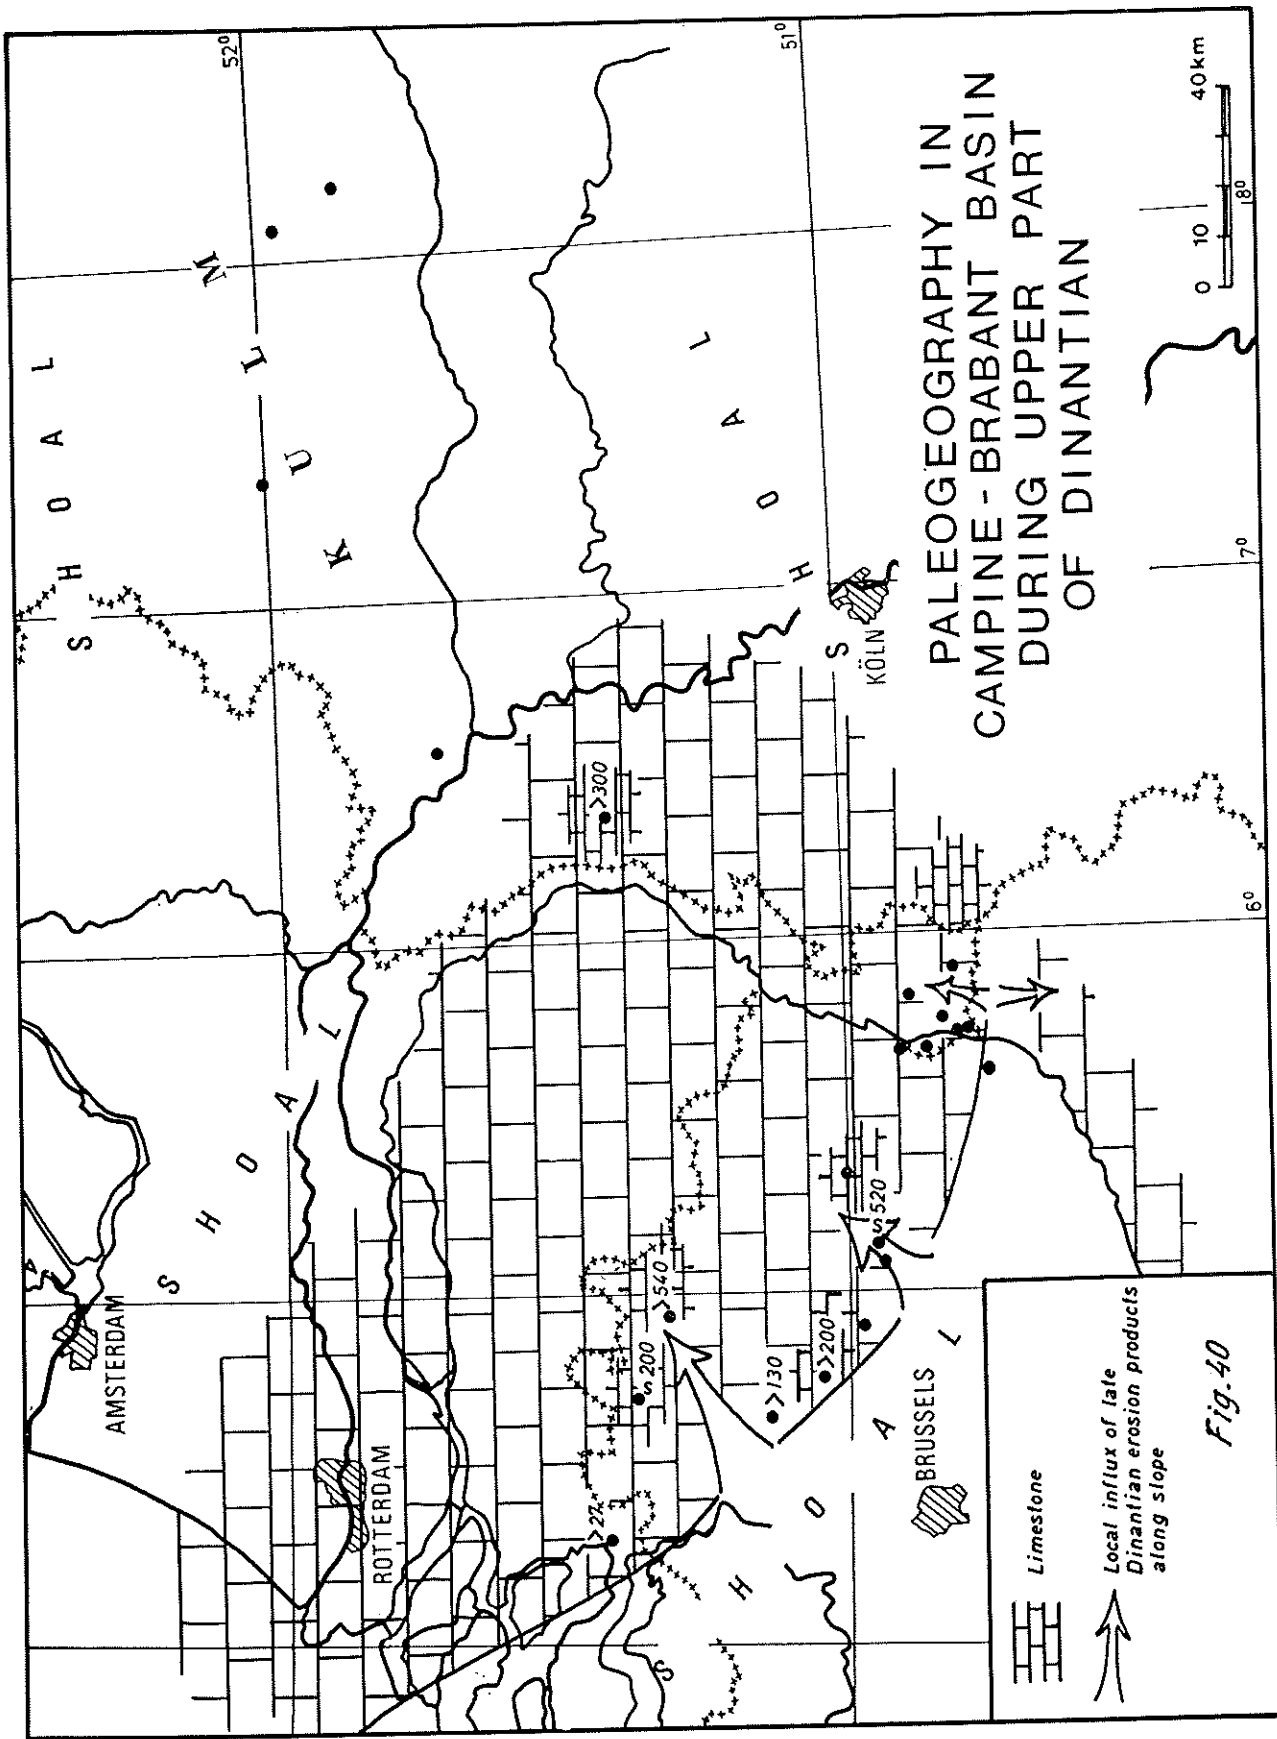 PALEOGEOGRAPHY IN
CAMPINE - BRABANT BASIN
DURING UPPER PART
OF DINANTIAN
0 10 40km
SHOAL
SHOAL
SHOAL
SHOAL
KULM
AMSTERDAM
ROTTERDAM
BRUSSELS
KÖLN
52°
51°
6°
7°
8°
>300
>540
S 200
>27
>130
>200
S 520
Limestone
Local influx of late
Dinantian erosion products
along slope
Fig. 40